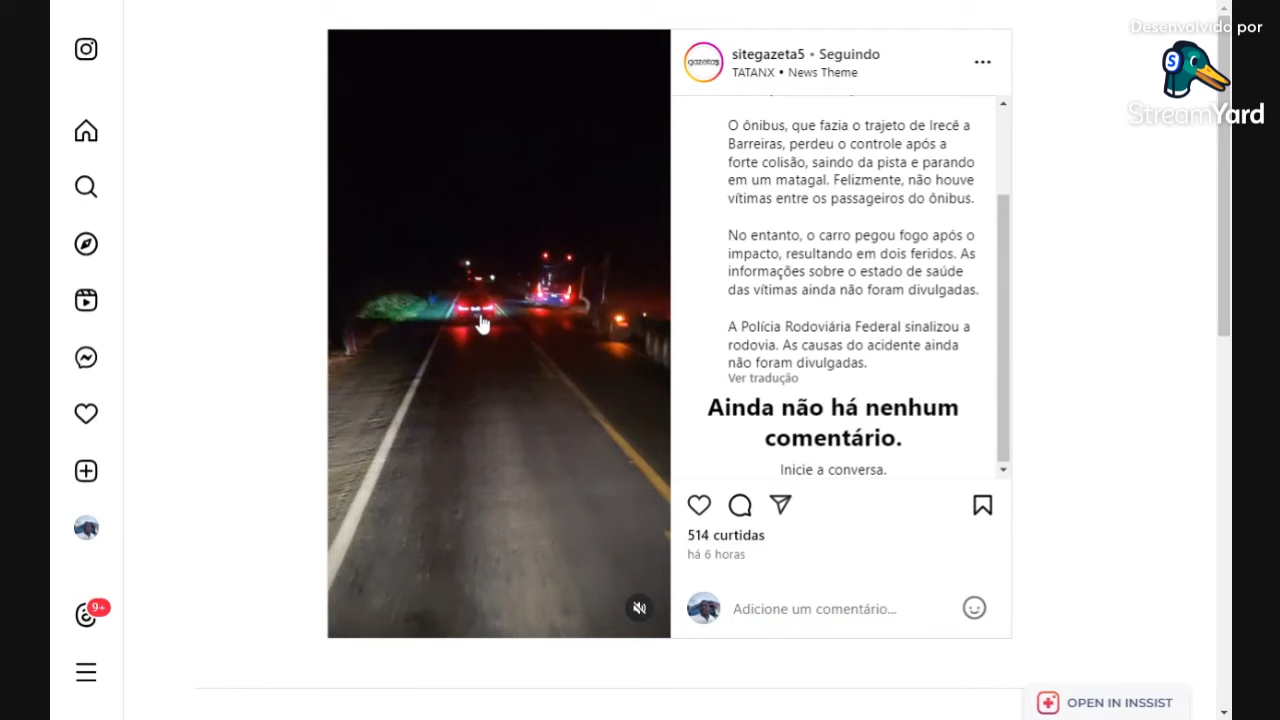 Desenvolvido por
StreamYard
gazeta5
sitegazeta5 • Seguindo
TATANX • News Theme
O ônibus, que fazia o trajeto de Irecê a
Barreiras, perdeu o controle após a
forte colisão, saindo da pista e parando
em um matagal. Felizmente, não houve
vítimas entre os passageiros do ônibus.
No entanto, o carro pegou fogo após o
impacto, resultando em dois feridos. As
informações sobre o estado de saúde
das vítimas ainda não foram divulgadas.
A Polícia Rodoviária Federal sinalizou a
rodovia. As causas do acidente ainda
não foram divulgadas.
Ver tradução
Ainda não há nenhum
comentário.
Inicie a conversa.
514 curtidas
há 6 horas
Adicione um comentário...
9+
OPEN IN INSSIST